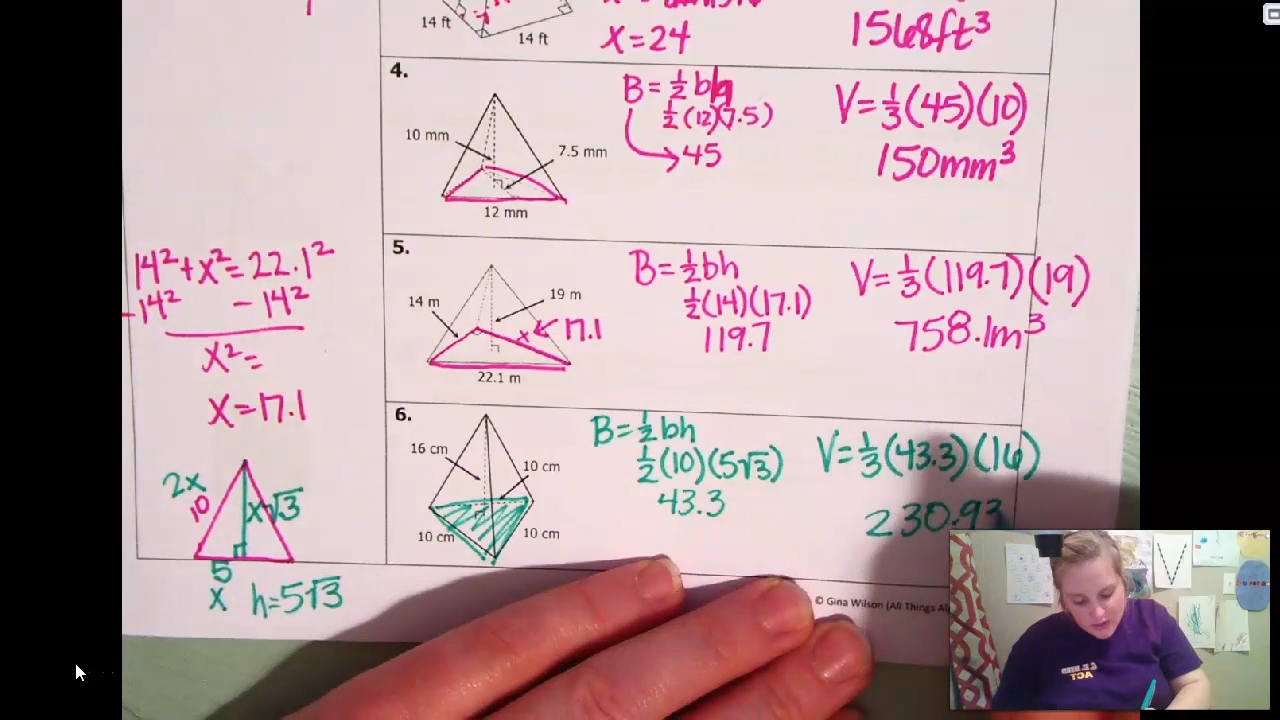 14 ft
14 ft
x = 24
1568ft³
4.
10 mm
7.5 mm
12 mm
B = ½ bh
½(12)(7.5)
45
V = ⅓(45)(10)
150mm³
14² + x² = 22.1²
-14² - 14²
x² =
x = 17.1
5.
14 m
19 m
x
17.1
22.1 m
B = ½bh
½(14)(17.1)
119.7
V = ⅓(119.7)(19)
758.1m³
2x
10
x√3
5
x
h = 5√3
6.
16 cm
10 cm
10 cm
10 cm
B = ½bh
½(10)(5√3)
43.3
V = ⅓(43.3)(16)
230.93
© Gina Wilson (All Things
ACT